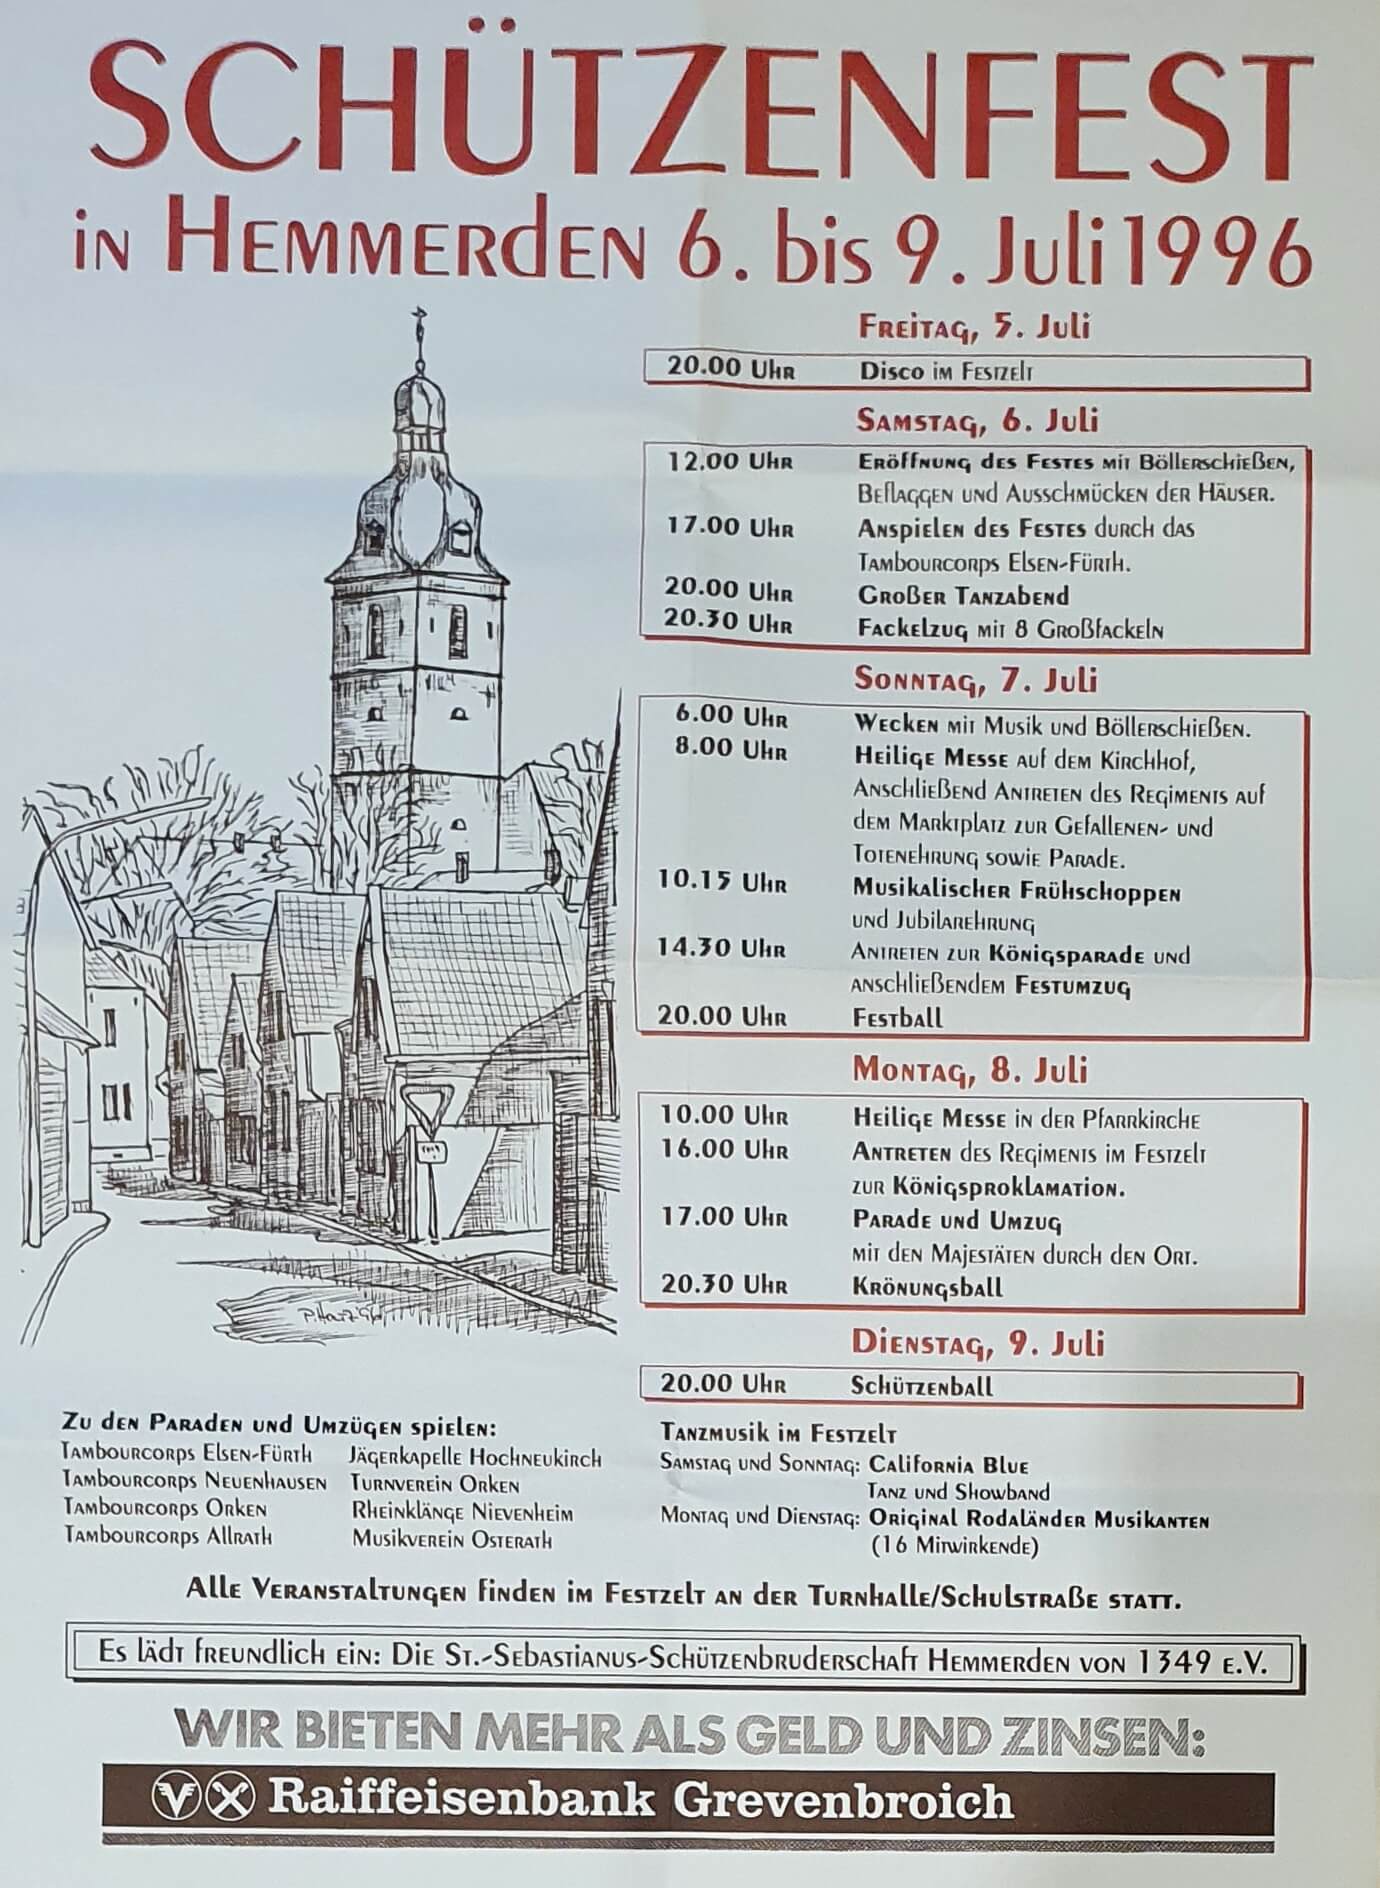 SCHÜTZENFEST
in Hemmerden 6. bis 9. Juli 1996
Freitag, 5. Juli
20.00 Uhr Disco im Festzelt
Samstag, 6. Juli
12.00 Uhr Eröffnung des Festes mit Böllerschießen,
Beflaggen und Ausschmücken der Häuser.
17.00 Uhr Anspielen des Festes durch das
Tambourcorps Elsen-Fürth.
20.00 Uhr Großer Tanzabend
20.30 Uhr Fackelzug mit 8 Großfackeln
Sonntag, 7. Juli
6.00 Uhr Wecken mit Musik und Böllerschießen.
8.00 Uhr Heilige Messe auf dem Kirchhof,
anschließend Antreten des Regiments auf
dem Marktplatz zur Gefallenen- und
Totenehrung sowie Parade.
10.15 Uhr Musikalischer Frühschoppen
und Jubilarehrung
14.30 Uhr Antreten zur Königsparade und
anschließendem Festumzug
20.00 Uhr Festball
Montag, 8. Juli
10.00 Uhr Heilige Messe in der Pfarrkirche
16.00 Uhr Antreten des Regiments im Festzelt
zur Königsproklamation.
17.00 Uhr Parade und Umzug
mit den Majestäten durch den Ort.
20.30 Uhr Krönungsball
Dienstag, 9. Juli
20.00 Uhr Schützenball
Zu den Paraden und Umzügen spielen:
Tambourcorps Elsen-Fürth Jägerkapelle Hochneukirch
Tambourcorps Neuenhausen Turnverein Orken
Tambourcorps Orken Rheinklänge Nievenheim
Tambourcorps Allrath Musikverein Osterath
Tanzmusik im Festzelt
Samstag und Sonntag: California Blue
Tanz und Showband
Montag und Dienstag: Original Rodaländer Musikanten
(16 Mitwirkende)
Alle Veranstaltungen finden im Festzelt an der Turnhalle/Schulstraße statt.
Es lädt freundlich ein: Die St.-Sebastianus-Schützenbruderschaft Hemmerden von 1349 e.V.
WIR BIETEN MEHR ALS GELD UND ZINSEN:
Raiffeisenbank Grevenbroich